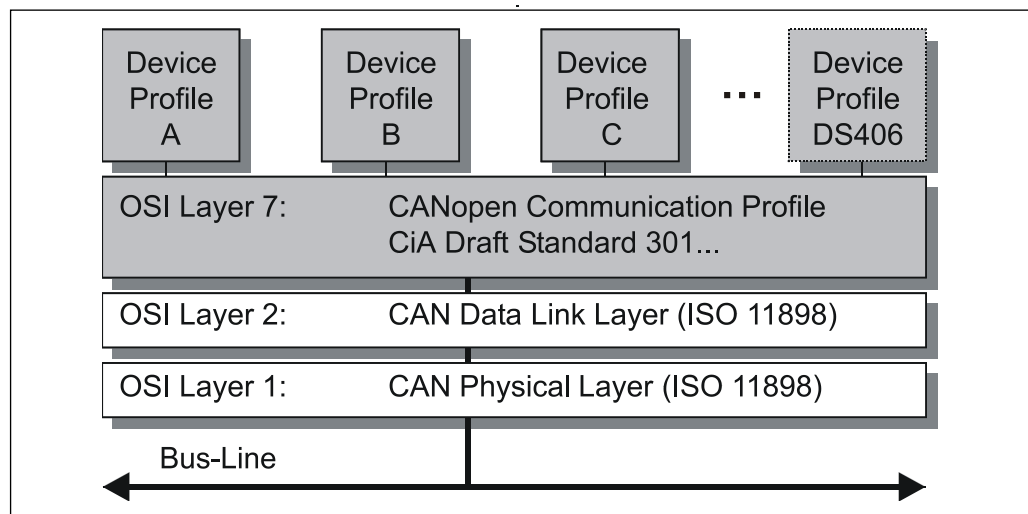 Device
Profile
A
Device
Profile
B
Device
Profile
C
...
Device
Profile
DS406
OSI Layer 7: CANopen Communication Profile
CiA Draft Standard 301...
OSI Layer 2: CAN Data Link Layer (ISO 11898)
OSI Layer 1: CAN Physical Layer (ISO 11898)
Bus-Line